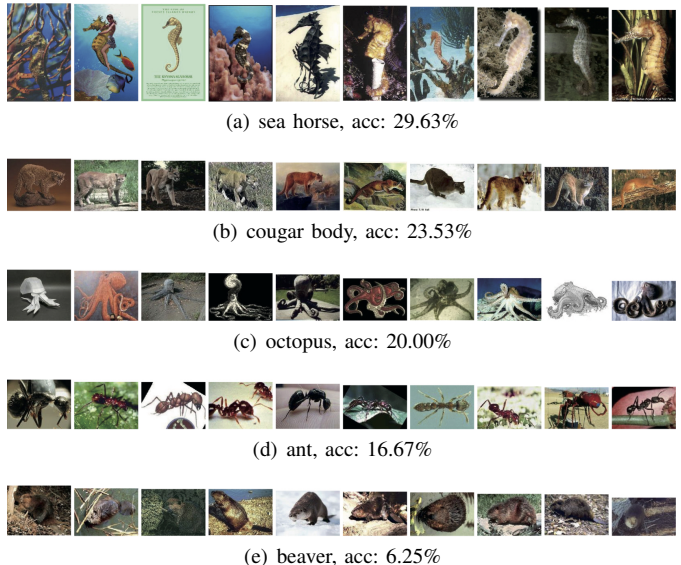 (a) sea horse, acc: 29.63%
(b) cougar body, acc: 23.53%
(c) octopus, acc: 20.00%
(d) ant, acc: 16.67%
(e) beaver, acc: 6.25%